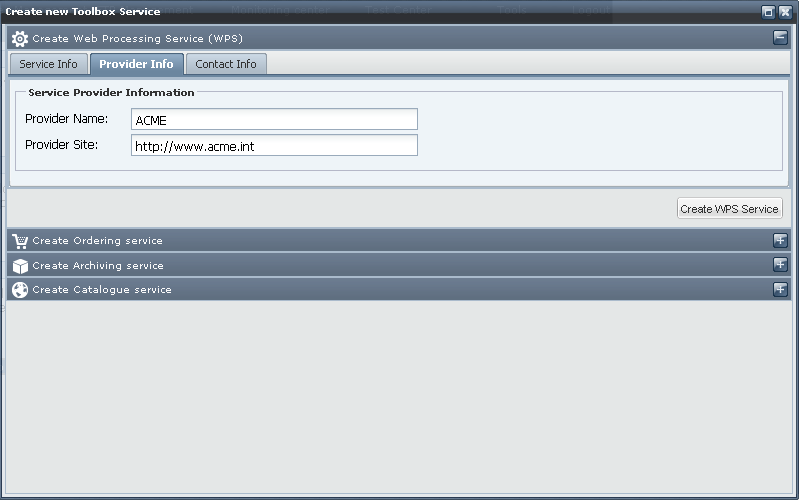 Create new Toolbox Service
Create Web Processing Service (WPS)
Service Info Provider Info Contact Info
Service Provider Information
Provider Name: ACME
Provider Site: http://www.acme.int
Create WPS Service
Create Ordering service
Create Archiving service
Create Catalogue service